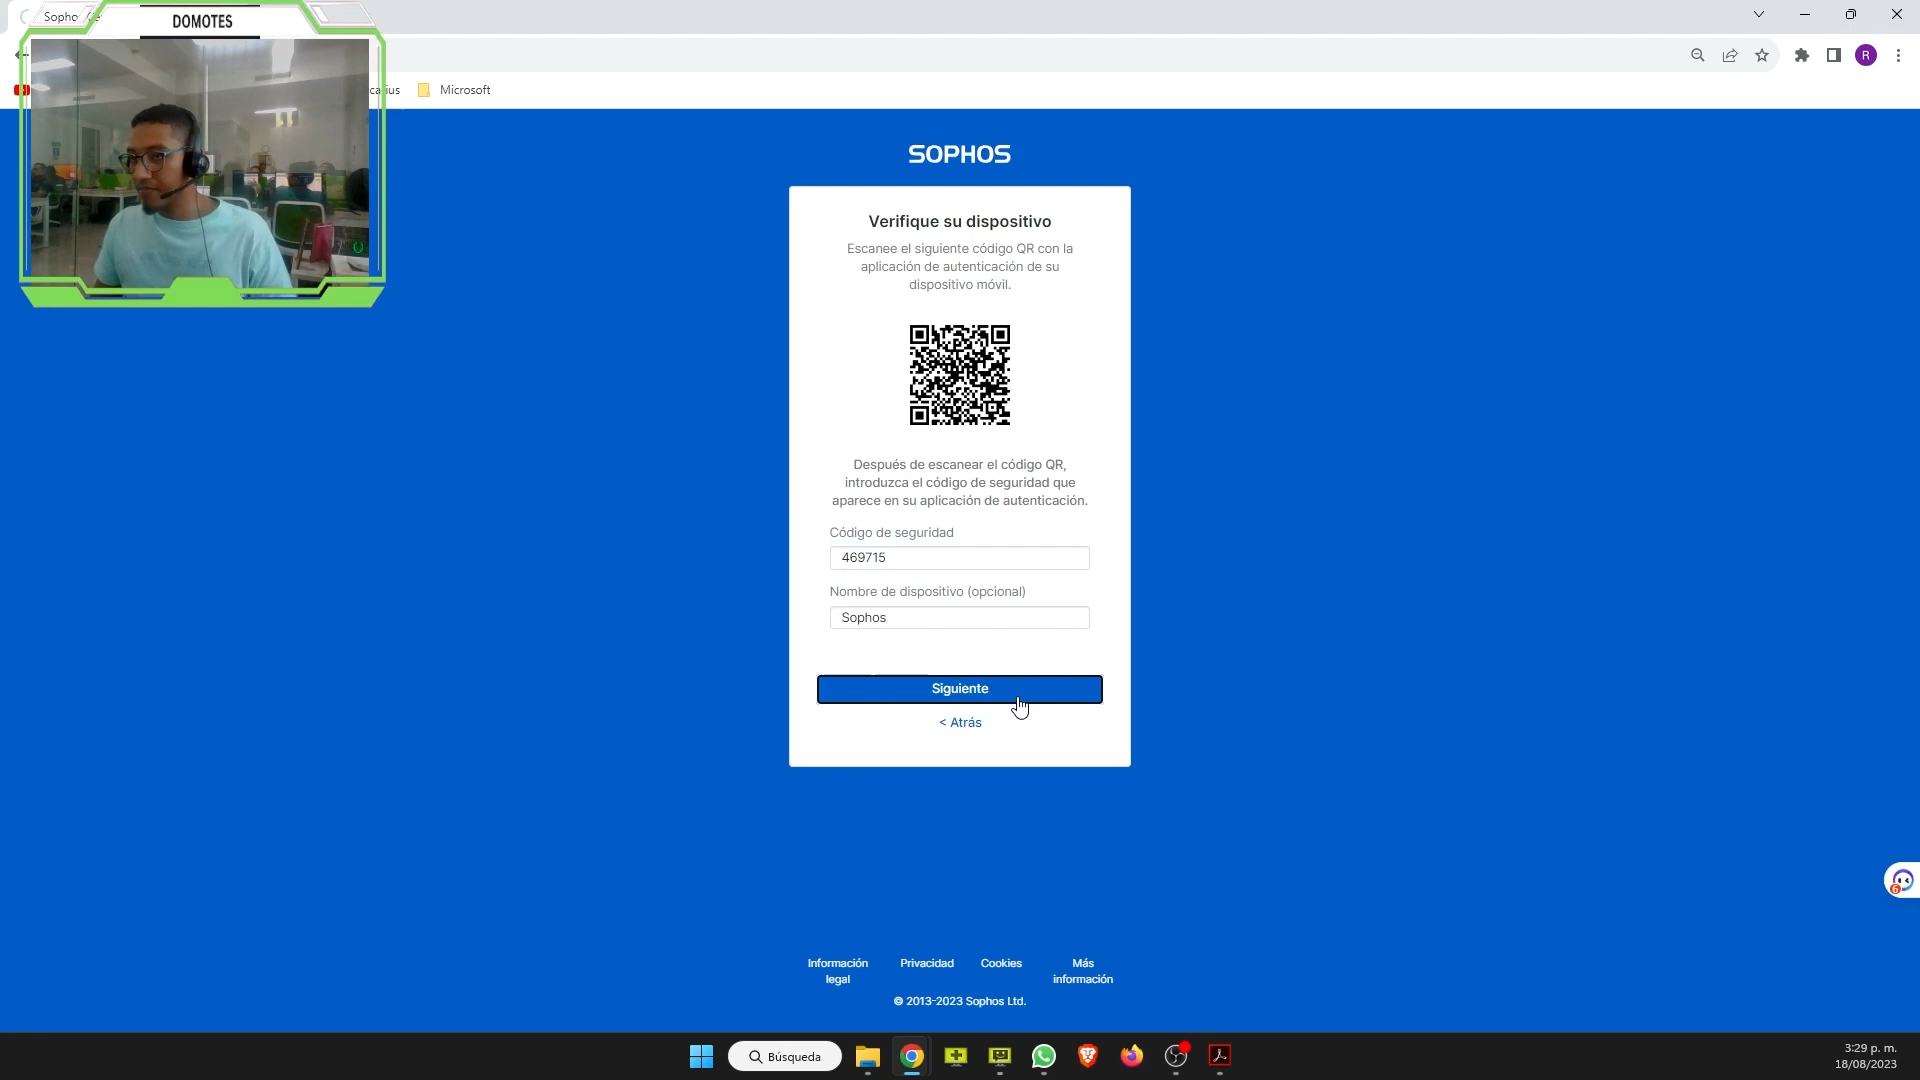 Sopho
DOMOTES
R
carius
Microsoft
SOPHOS
Verifique su dispositivo
Escanee el siguiente código QR con la
aplicación de autenticación de su
dispositivo móvil.
Después de escanear el código QR,
introduzca el código de seguridad que
aparece en su aplicación de autenticación.
Código de seguridad
469715
Nombre de dispositivo (opcional)
Sophos
Siguiente
< Atrás
6
Información
legal
Privacidad
Cookies
Más
información
© 2013-2023 Sophos Ltd.
Búsqueda
3:29 p. m.
18/08/2023